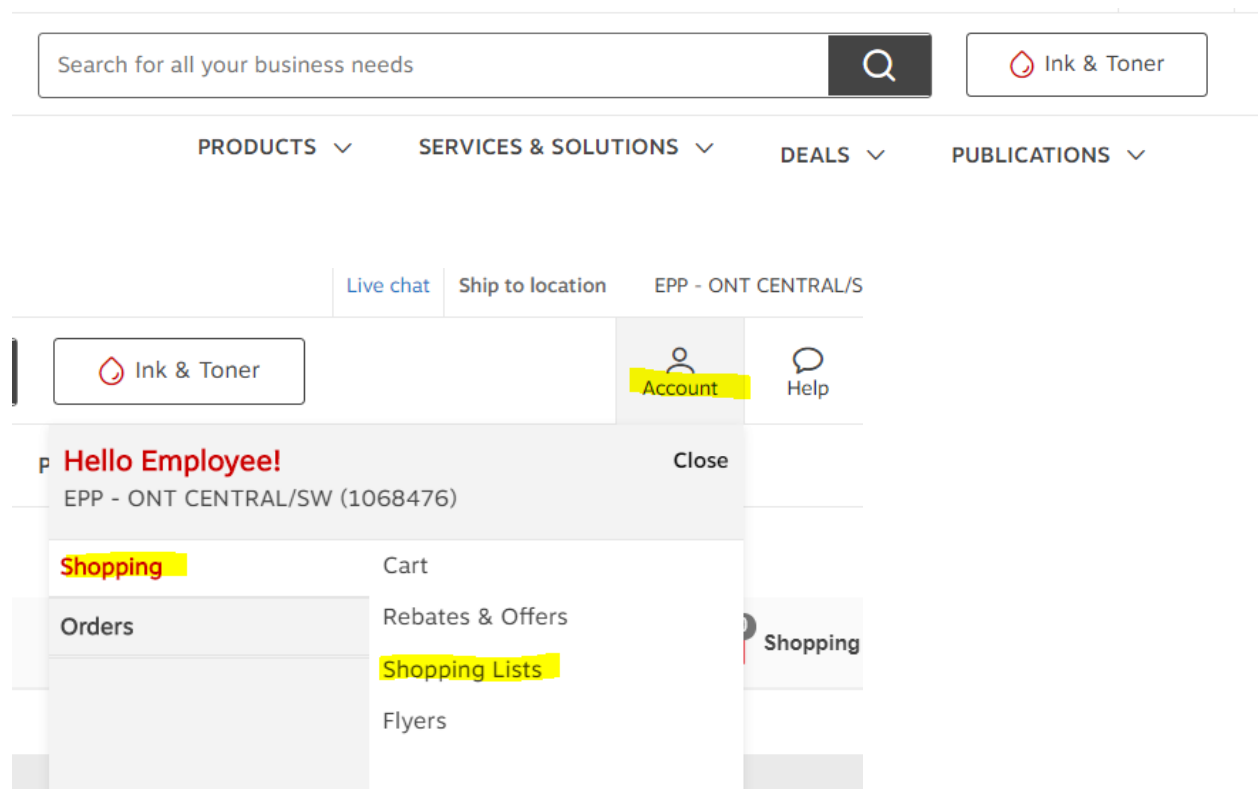 Search for all your business needs
Ink & Toner
PRODUCTS
SERVICES & SOLUTIONS
DEALS
PUBLICATIONS
Live chat
Ship to location
EPP - ONT CENTRAL/S
Ink & Toner
Account
Help
P
Hello Employee!
Close
EPP - ONT CENTRAL/SW (1068476)
Shopping
Cart
Orders
Rebates & Offers
Shopping
Shopping Lists
Flyers